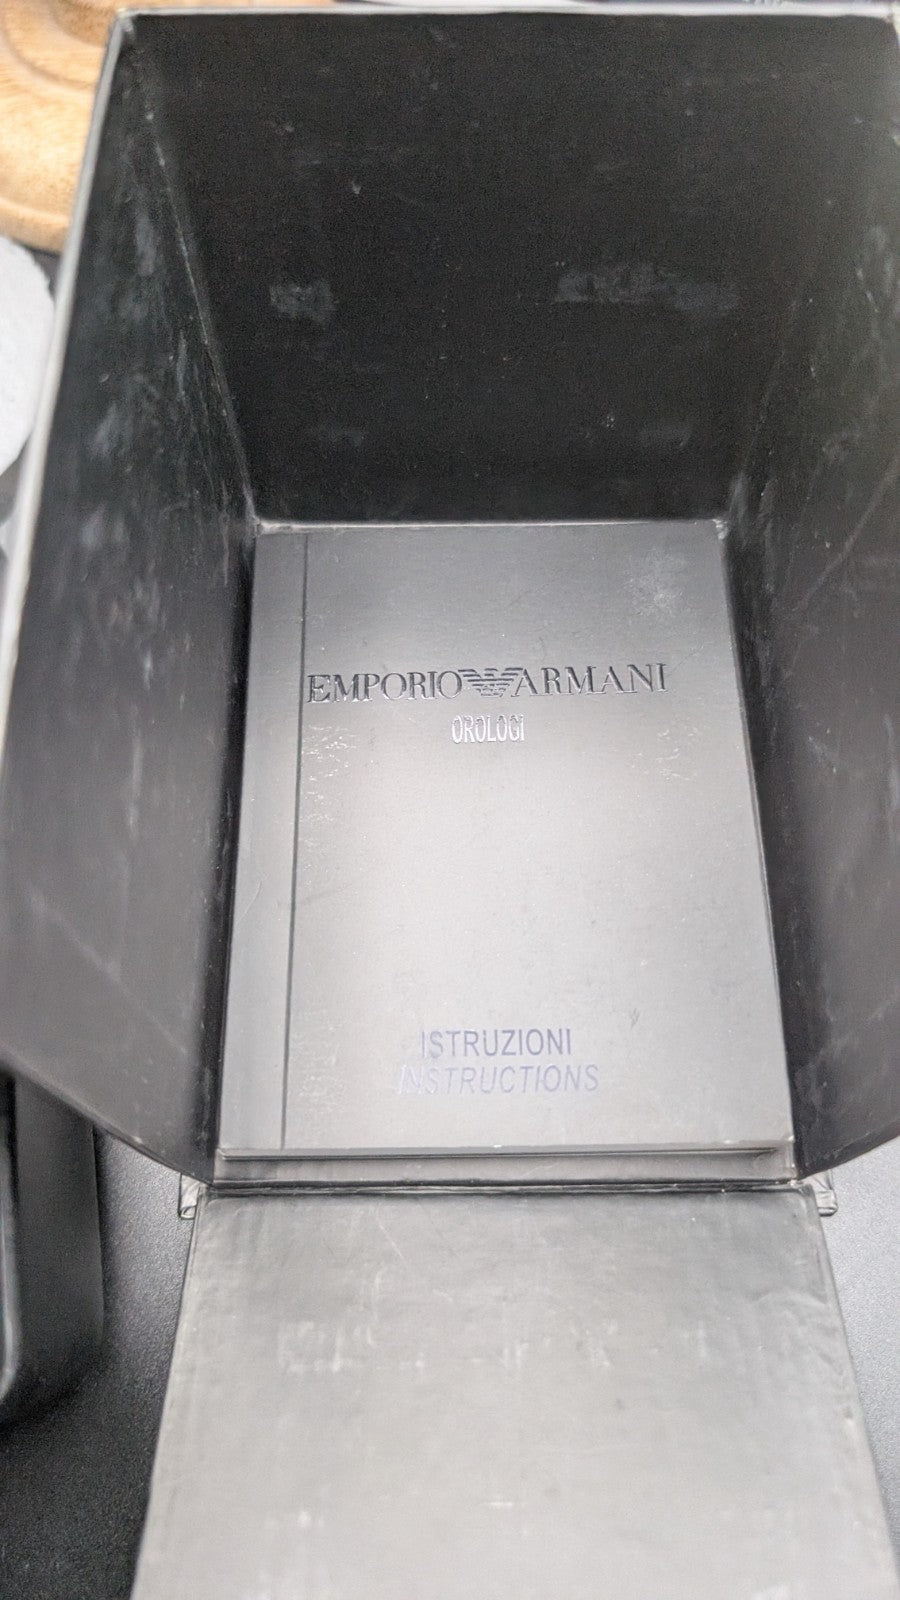 EMPORIO ARMANI
OROLOGI
ISTRUZIONI
INSTRUCTIONS